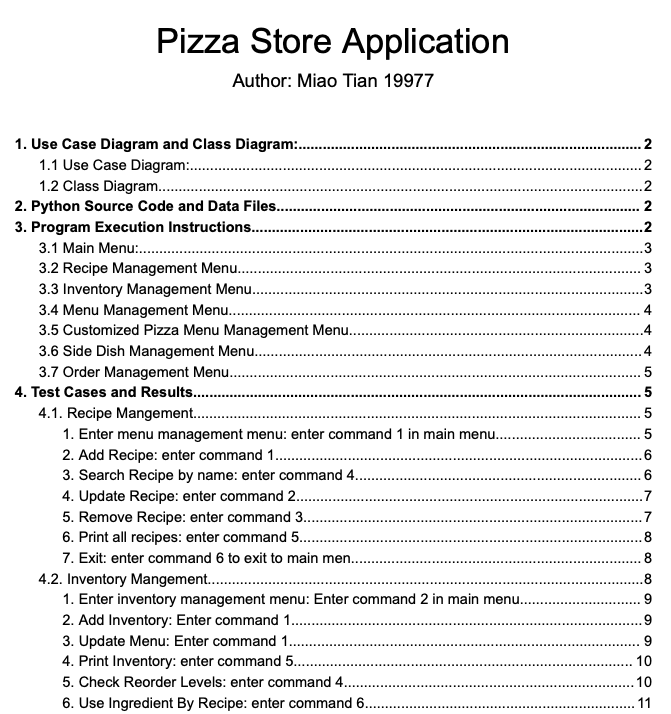 Pizza Store Application
Author: Miao Tian 19977
1. Use Case Diagram and Class Diagram:..................................................................................... 2
1.1 Use Case Diagram:................................................................................................................ 2
1.2 Class Diagram........................................................................................................................2
2. Python Source Code and Data Files.......................................................................................... 2
3. Program Execution Instructions.................................................................................................2
3.1 Main Menu:.............................................................................................................................3
3.2 Recipe Management Menu.................................................................................................... 3
3.3 Inventory Management Menu.................................................................................................3
3.4 Menu Management Menu...................................................................................................... 4
3.5 Customized Pizza Menu Management Menu.........................................................................4
3.6 Side Dish Management Menu................................................................................................ 4
3.7 Order Management Menu...................................................................................................... 5
4. Test Cases and Results............................................................................................................... 5
4.1. Recipe Mangement............................................................................................................... 5
1. Enter menu management menu: enter command 1 in main menu.................................... 5
2. Add Recipe: enter command 1............................................................................................6
3. Search Recipe by name: enter command 4........................................................................ 6
4. Update Recipe: enter command 2.......................................................................................7
5. Remove Recipe: enter command 3.....................................................................................7
6. Print all recipes: enter command 5...................................................................................... 8
7. Exit: enter command 6 to exit to main men......................................................................... 8
4.2. Inventory Mangement............................................................................................................8
1. Enter inventory management menu: Enter command 2 in main menu.............................. 9
2. Add Inventory: Enter Command 1........................................................................................9
3. Update Menu: Enter Command 1........................................................................................ 9
4. Print Inventory: enter command 5..................................................................................... 10
5. Check Reorder Levels: enter command 4.........................................................................10
6. Use Ingredient By Recipe: enter command 6.................................................................... 11